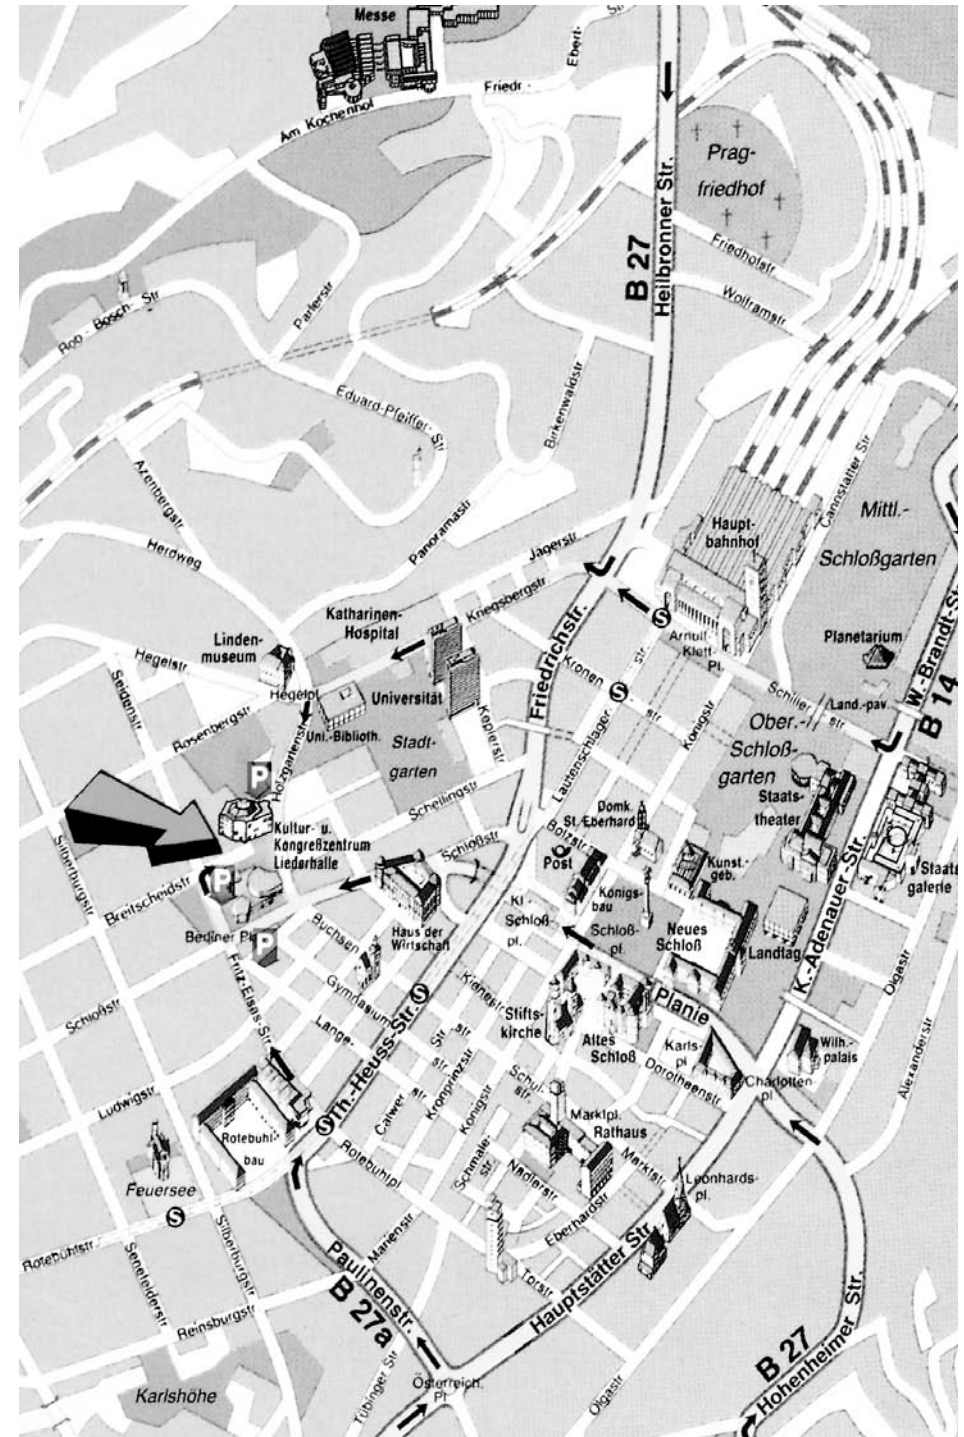 Messe
Ebert-
Friedr.-
Am Kochenhof
Prag-
friedhof
Heilbronner Str.
B 27
Friedhofstr
Wolframstr
Parlerstr
Rob.-Bosch-Str
Eduard-Pfeiffer-Str
Birkenwaldstr
Cannstatter Str
Azenbergstr
Mittl.-
Schloßgarten
Haupt-
bahnhof
Panoramastr
Jägerstr
Herdweg
Kriegsbergstr
Katharinen-
Hospital
S
Arnulf-
Klett-
Pl.
Planetarium
W.-Brandt-Str
B 14
Linden-
museum
Hegelstr
Hegelpl
Seidenstr
Rosenbergstr
Universität
Uni.-Biblioth.
Stadt-
garten
Holzgartenstr
Keplerstr
Friedrichstr.
Kronen
str
Lautenschlager
str.
S
Königstr
Schiller
str
Land.-pav.
Ober.-
Schloß-
garten
Staats-
theater
Schellingstr
P
Kultur- u.
Kongreßzentrum
Liederhalle
Schloßstr
Bolzstr
Domk.
St. Eberhard
Post
Kunst-
geb.
Königs-
bau
Staats
galerie
Silberburgstr
Breitscheidstr
P
Berliner Pl
P
Haus der
Wirtschaft
Kl
Schloß-
pl.
Schloß-
pl.
Neues
Schloß
Landtag
K.-Adenauer-Str.
Olgastr
Buchsen
Fritz-Elsas-Str
Gymnasium
str
Lange-
str
Schloßstr
S
Th.-Heuss-Str.
Kienestr
Stifts-
kirche
Altes
Schloß
Planie
Karls-
pl
Dorotheenstr
Wilh.-
palais
Charlotten
pl
Alexanderstr
Ludwigstr
Calwer
Str
Kronprinzstr
Königstr
Schul-
str.
Marktpl.
Rathaus
S
Rotebühl-
bau
Rotebühlpl
Schmale-
str
Nadlerstr
Marktstr
Leonhards-
pl.
Feuersee
S
Rotebühlstr
Senefelderstr
Silberburgstr
Marienstr
Eberhardstr
Torstr
Hauptstätter Str.
Reinsburgstr
Paulinenstr.
B 27a
Karlshöhe
Tübinger Str
Österreich.
Pl
Olgastr
B 27
Hohenheimer Str.